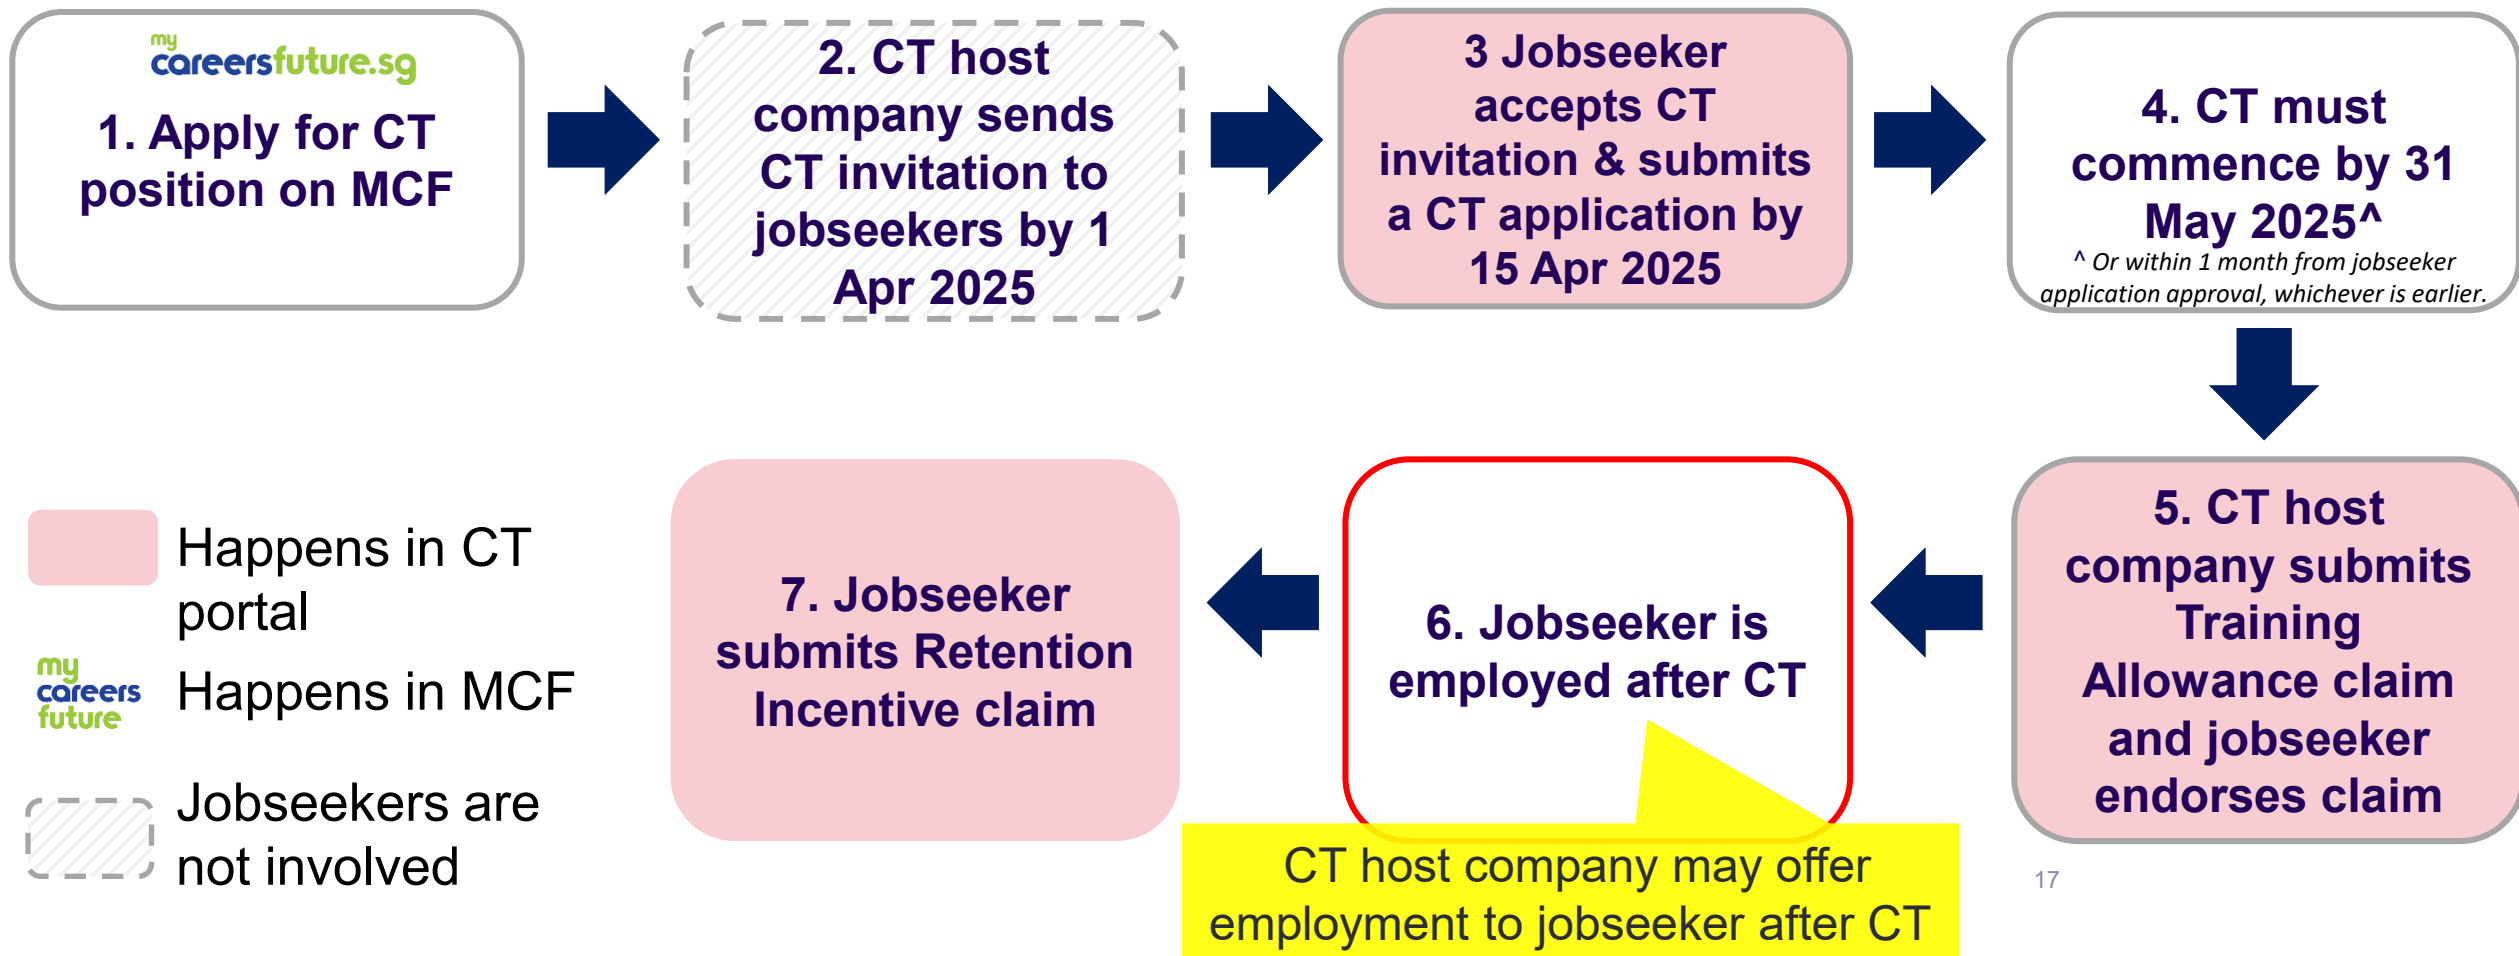 my
careersfuture.sg
1. Apply for CT
position on MCF
2. CT host
company sends
CT invitation to
jobseekers by 1
Apr 2025
3 Jobseeker
accepts CT
invitation & submits
a CT application by
15 Apr 2025
4. CT must
commence by 31
May 2025^
^ Or within 1 month from jobseeker
application approval, whichever is earlier.
5. CT host
company submits
Training
Allowance claim
and jobseeker
endorses claim
6. Jobseeker is
employed after CT
CT host company may offer
employment to jobseeker after CT
7. Jobseeker
submits Retention
Incentive claim
Happens in CT
portal
my
careers
future
Happens in MCF
Jobseekers are
not involved
17